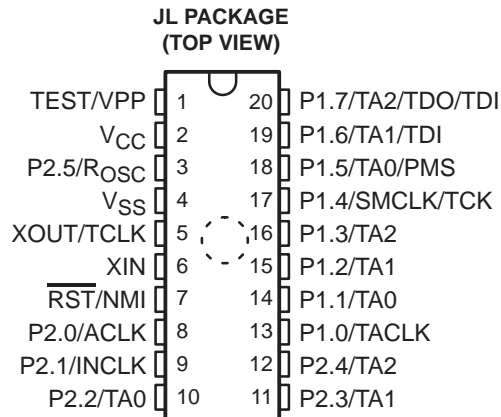 JL PACKAGE
(TOP VIEW)
TEST/VPP 1 20 P1.7/TA2/TDO/TDI
VCC 2 19 P1.6/TA1/TDI
P2.5/ROSC 3 18 P1.5/TA0/PMS
VSS 4 17 P1.4/SMCLK/TCK
XOUT/TCLK 5 16 P1.3/TA2
XIN 6 15 P1.2/TA1
RST/NMI 7 14 P1.1/TA0
P2.0/ACLK 8 13 P1.0/TACLK
P2.1/INCLK 9 12 P2.4/TA2
P2.2/TA0 10 11 P2.3/TA1